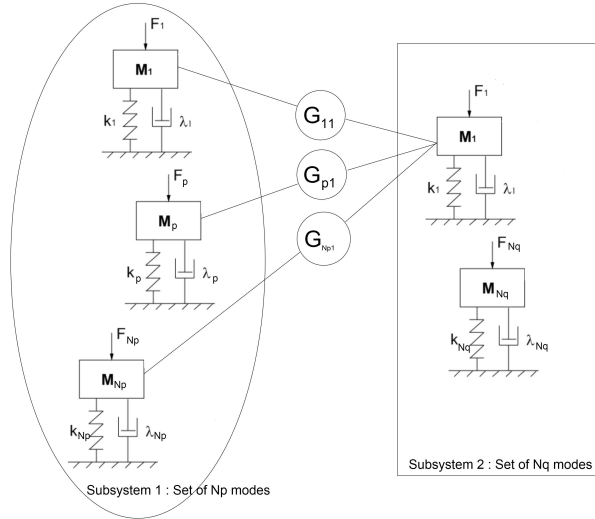 F1
M1
k1
λ1
G11
Fp
Mp
kp
λp
Gp1
FNp
MNp
kNp
λNp
GNp1
Subsystem 1 : Set of Np modes
F1
M1
k1
λ1
FNq
MNq
kNq
λNq
Subsystem 2 : Set of Nq modes